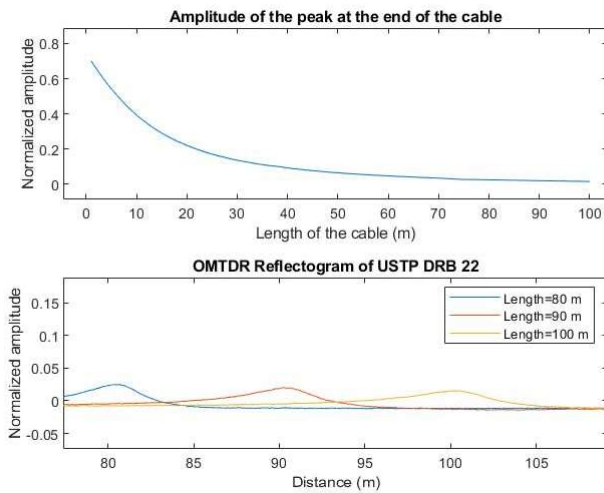 Amplitude of the peak at the end of the cable
0.8
0.6
0.4
0.2
0
Normalized amplitude
0 10 20 30 40 50 60 70 80 90 100
Length of the cable (m)
OMTDR Reflectogram of USTP DRB 22
0.15
0.1
0.05
0
-0.05
Normalized amplitude
Length=80 m
Length=90 m
Length=100 m
80 85 90 95 100 105
Distance (m)